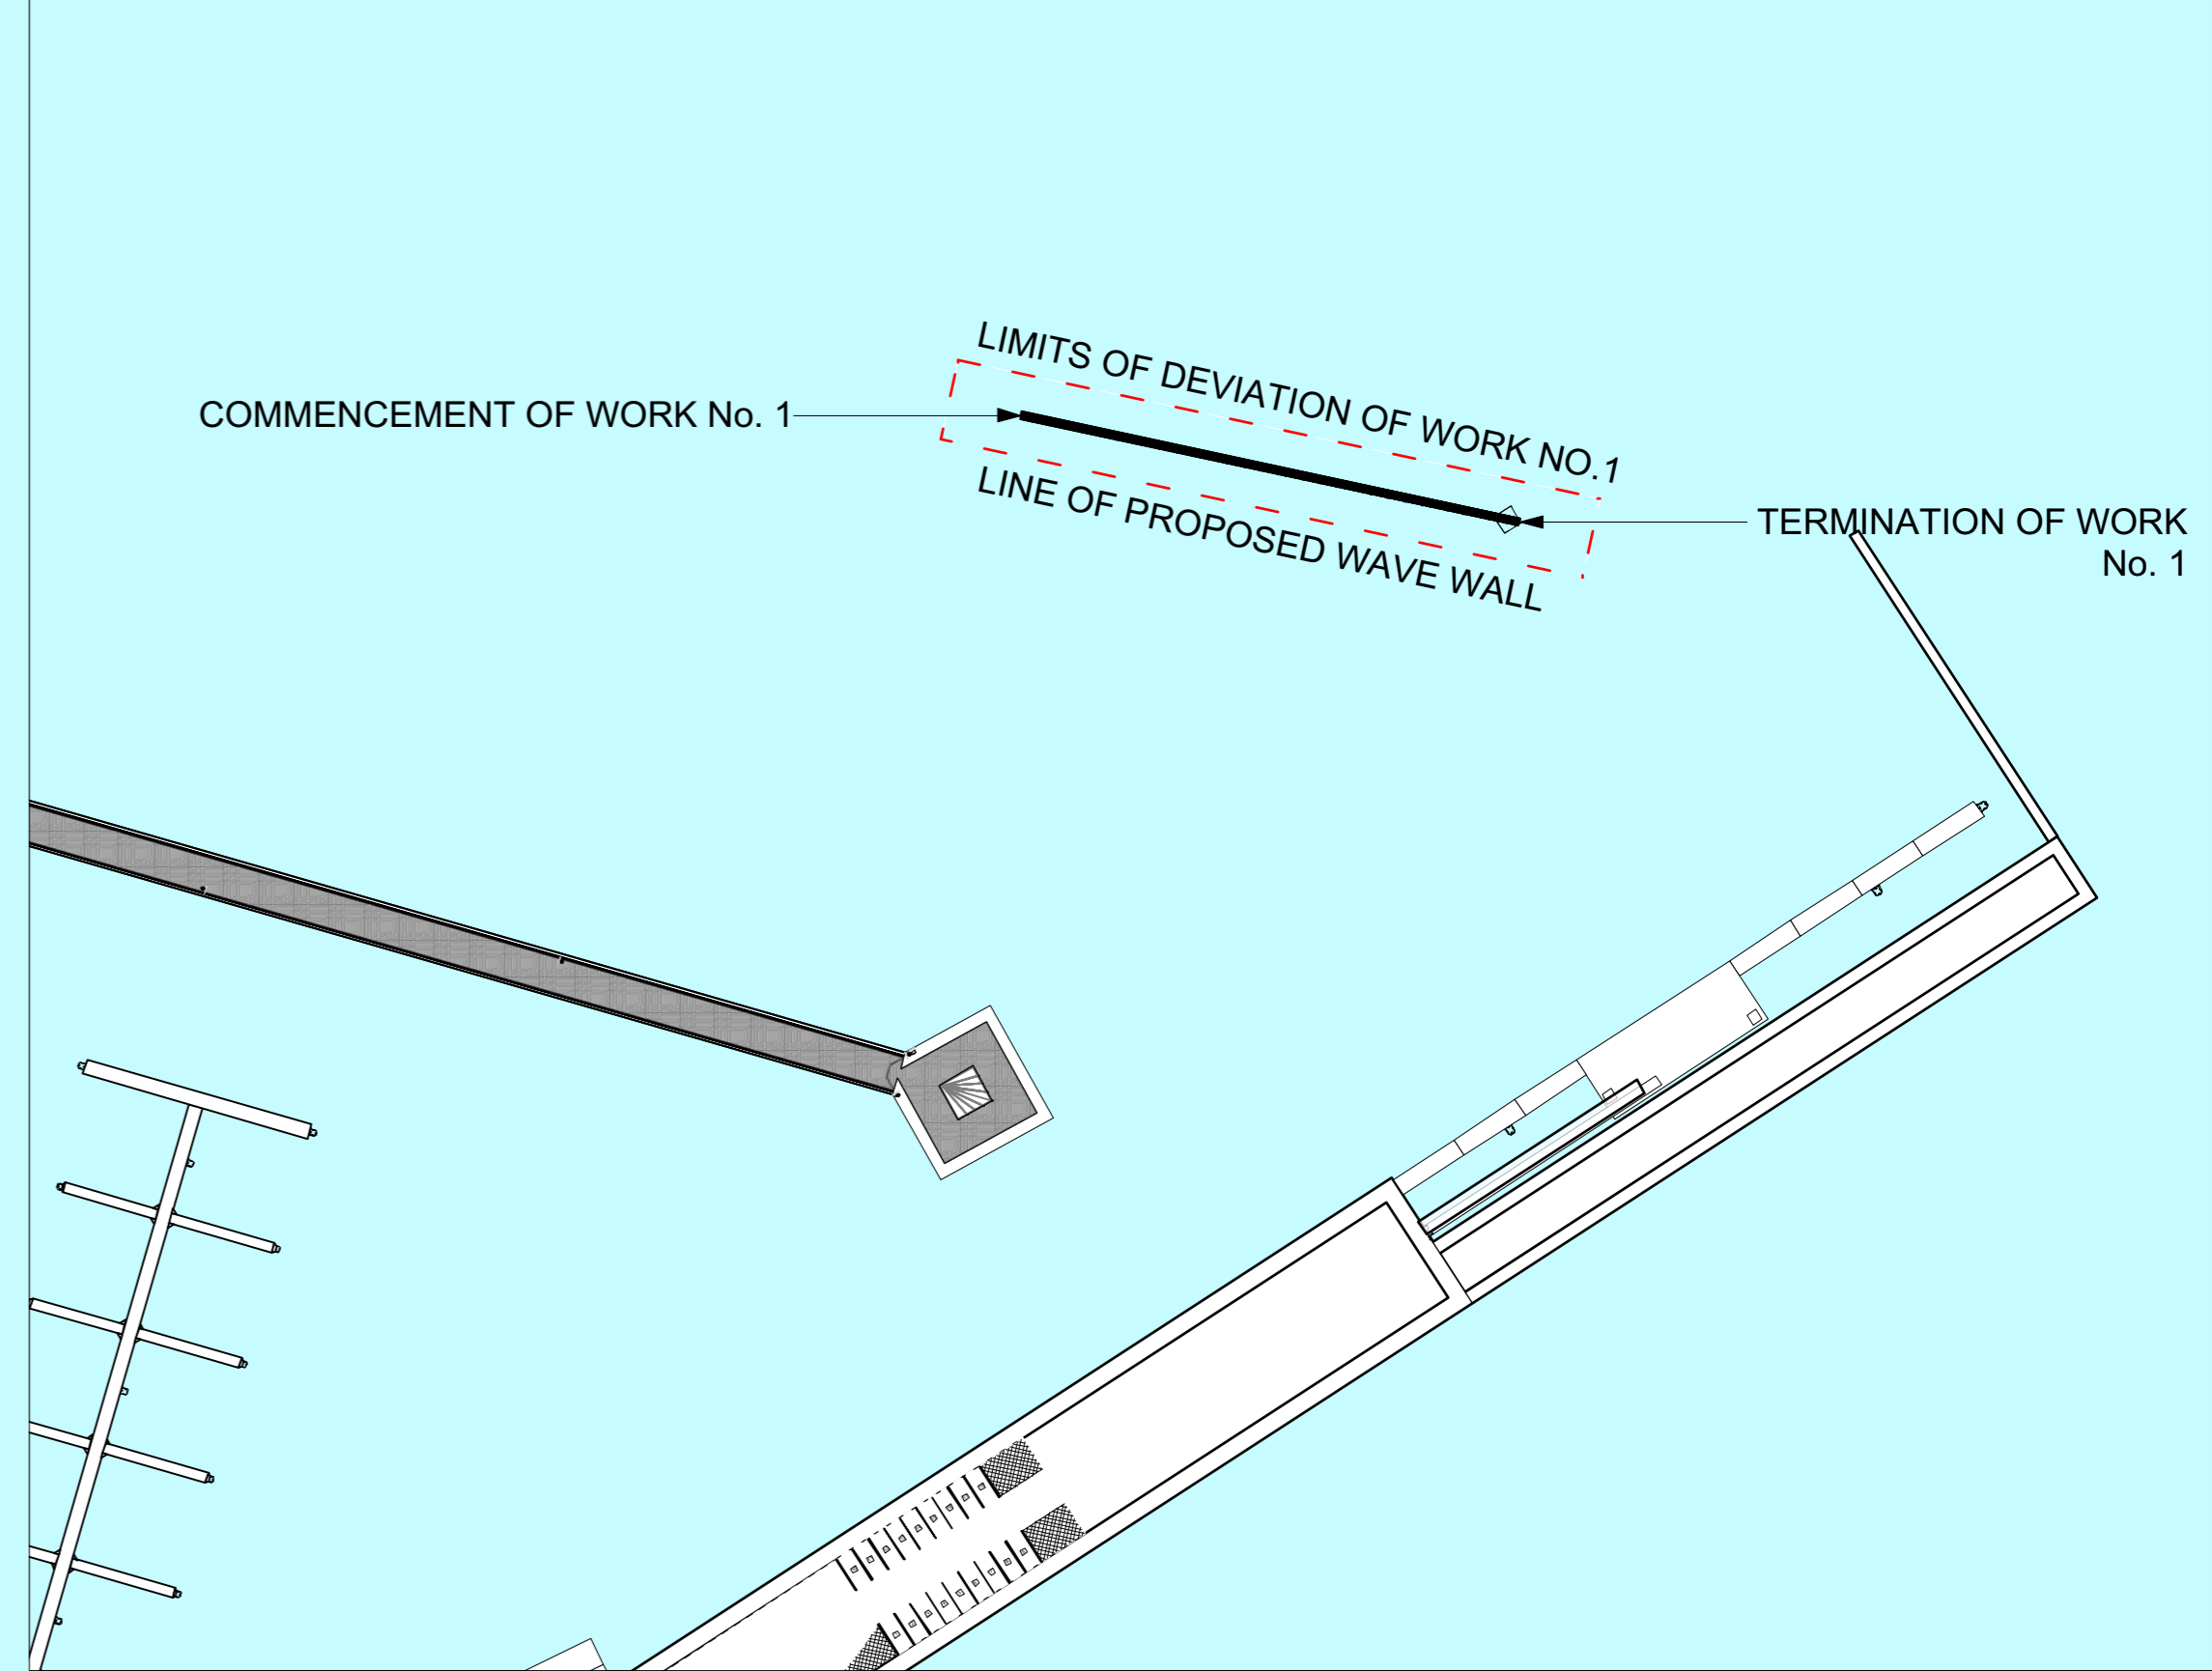 LIMITS OF DEVIATION OF WORK NO.1
COMMENCEMENT OF WORK No. 1
LINE OF PROPOSED WAVE WALL
TERMINATION OF WORK
No. 1